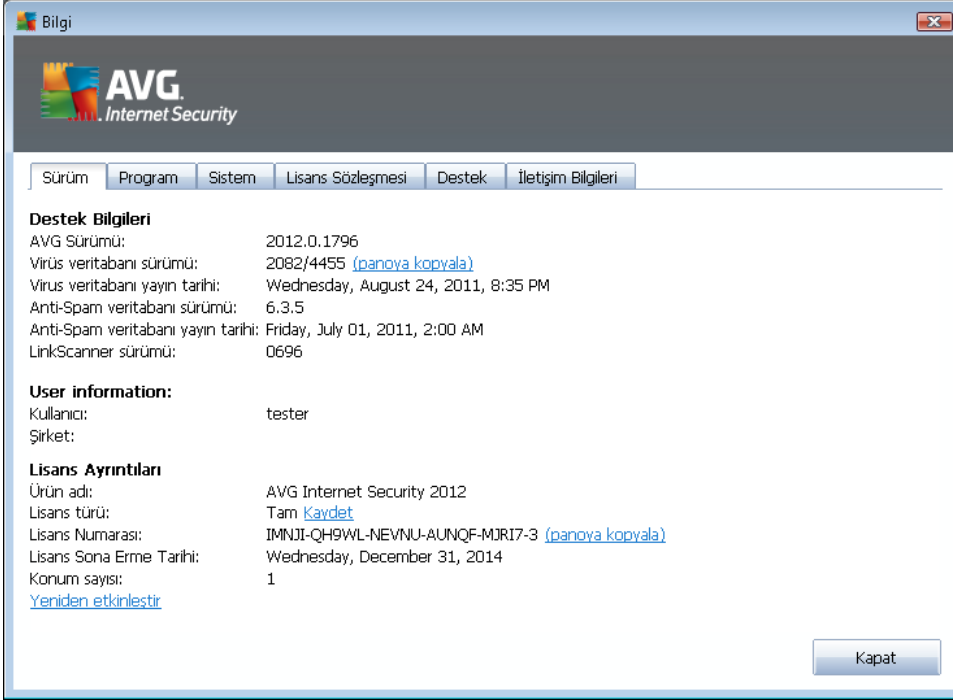 Bilgi
AVG.
Internet Security
Sürüm Program Sistem Lisans Sözleşmesi Destek İletişim Bilgileri
Destek Bilgileri
AVG Sürümü: 2012.0.1796
Virüs veritabanı sürümü: 2082/4455 (panoya kopyala)
Virus veritabanı yayın tarihi: Wednesday, August 24, 2011, 8:35 PM
Anti-Spam veritabanı sürümü: 6.3.5
Anti-Spam veritabanı yayın tarihi: Friday, July 01, 2011, 2:00 AM
LinkScanner sürümü: 0696
User information:
Kullanıcı: tester
Şirket:
Lisans Ayrıntıları
Ürün adı: AVG Internet Security 2012
Lisans türü: Tam Kaydet
Lisans Numarası: IMNJI-QH9WL-NEVNU-AUNQF-MJRI7-3 (panoya kopyala)
Lisans Sona Erme Tarihi: Wednesday, December 31, 2014
Konum sayısı: 1
Yeniden etkinleştir
Kapat